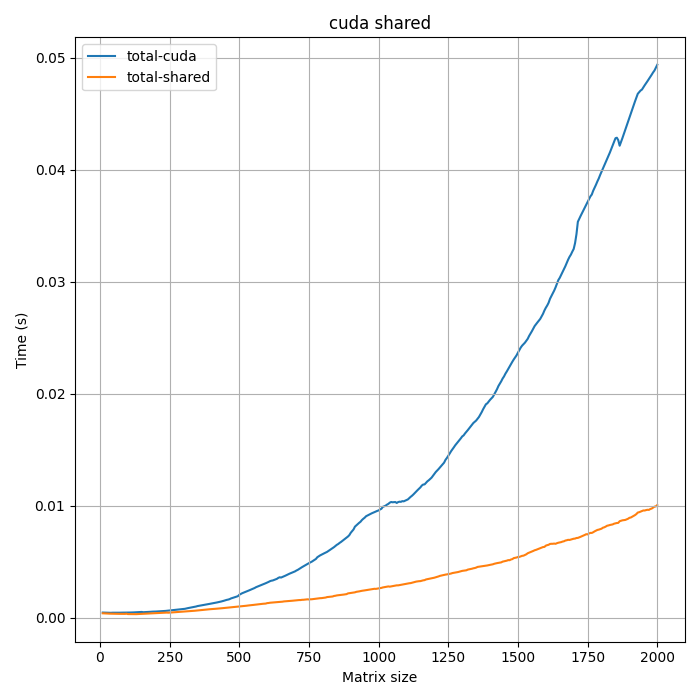 cuda shared
total-cuda
total-shared
0.05
0.04
0.03
0.02
0.01
0.00
Time (s)
0 250 500 750 1000 1250 1500 1750 2000
Matrix size